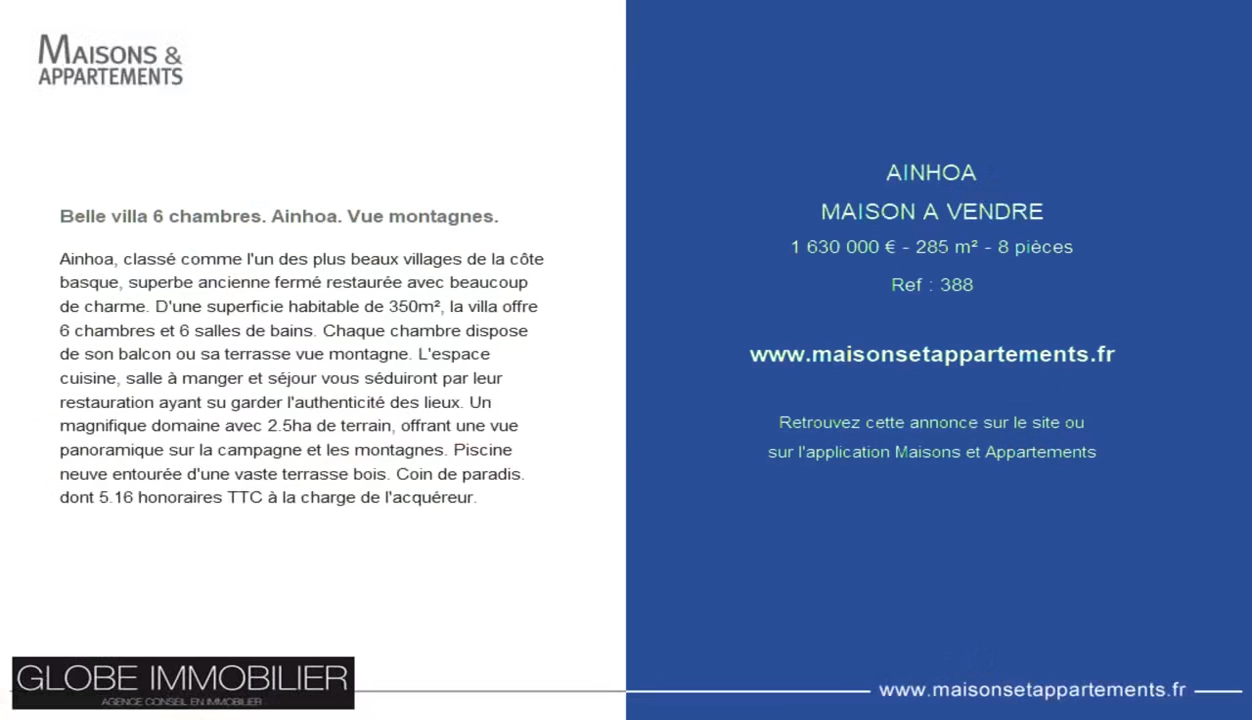 MAISONS &
APPARTEMENTS
Belle villa 6 chambres. Ainhoa. Vue montagnes.
Ainhoa, classé comme l'un des plus beaux villages de la côte
basque, superbe ancienne fermé restaurée avec beaucoup
de charme. D'une superficie habitable de 350m², la villa offre
6 chambres et 6 salles de bains. Chaque chambre dispose
de son balcon ou sa terrasse vue montagne. L'espace
cuisine, salle à manger et séjour vous séduiront par leur
restauration ayant su garder l'authenticité des lieux. Un
magnifique domaine avec 2.5ha de terrain, offrant une vue
panoramique sur la campagne et les montagnes. Piscine
neuve entourée d'une vaste terrasse bois. Coin de paradis.
dont 5.16 honoraires TTC à la charge de l'acquéreur.
GLOBE IMMOBILIER
AGENCE CONSEIL EN IMMOBILIER
AINHOA
MAISON A VENDRE
1 630 000 € - 285 m² - 8 pièces
Ref : 388
www.maisonsetappartements.fr
Retrouvez cette annonce sur le site ou
sur l'application Maisons et Appartements
www.maisonsetappartements.fr